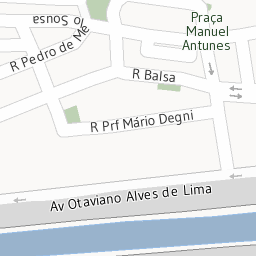 Praça
Manuel
Antunes
lo Sousa
R Pedro de Me
R Balsa
R Prf Mário Degni
Av Otaviano Alves de Lima